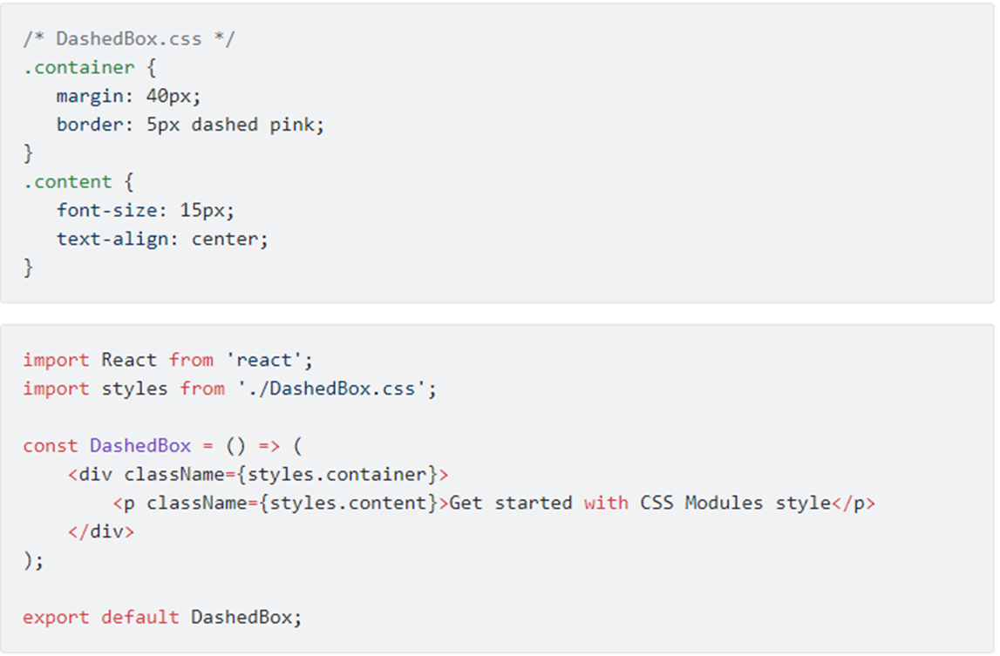 /* DashedBox.css */
.container {
   margin: 40px;
   border: 5px dashed pink;
}
.content {
   font-size: 15px;
   text-align: center;
}
import React from 'react';
import styles from './DashedBox.css';

const DashedBox = () => (
    <div className={styles.container}>
        <p className={styles.content}>Get started with CSS Modules style</p>
    </div>
);

export default DashedBox;